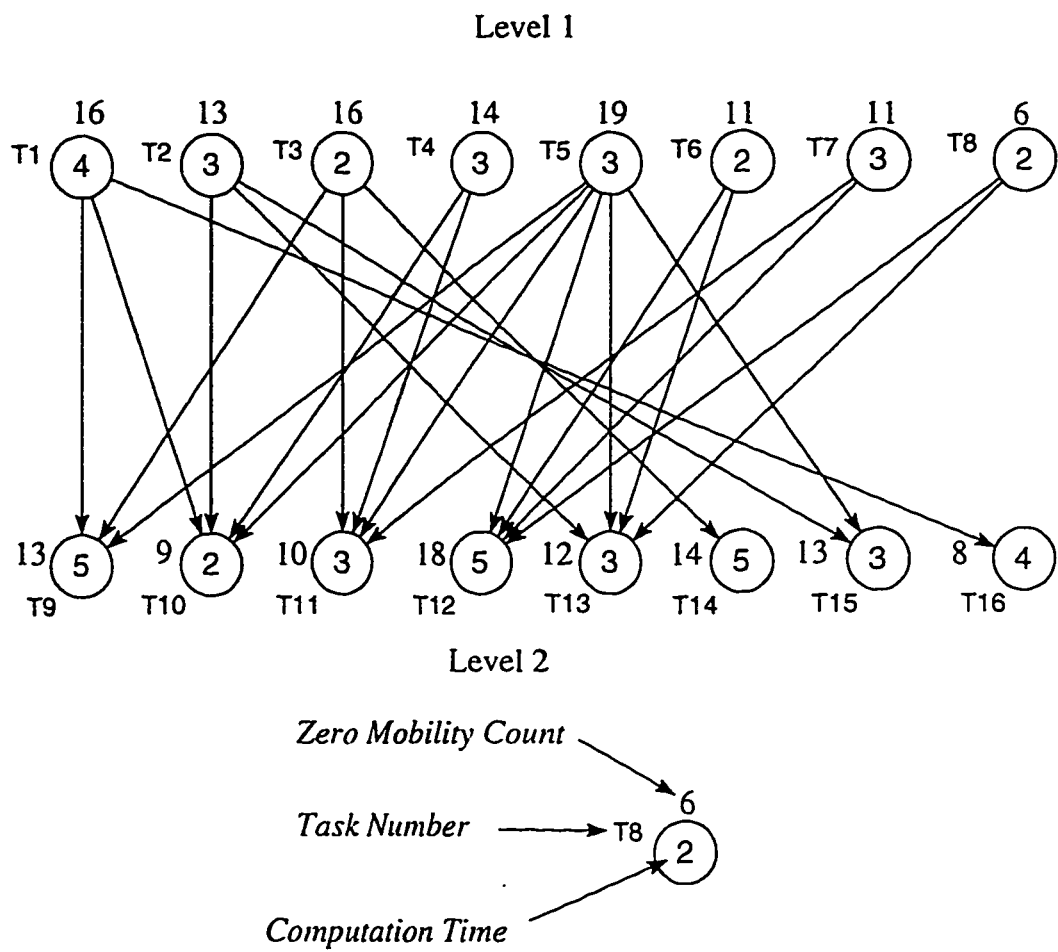 Level 1
16 13 16 14 19 11 11 6
T1 4 T2 3 T3 2 T4 3 T5 3 T6 2 T7 3 T8 2
13 5 9 2 10 3 18 5 12 3 14 5 13 3 8 4
T9 T10 T11 T12 T13 T14 T15 T16
Level 2
Zero Mobility Count
6
Task Number T8
2
Computation Time